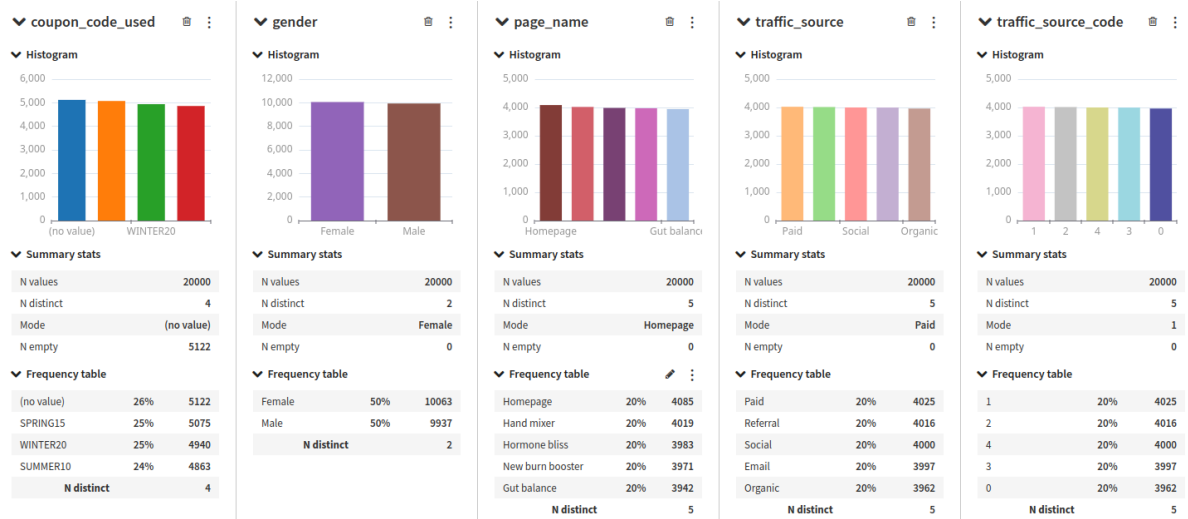 coupon_code_used
Histogram
6,000
5,000
4,000
3,000
2,000
1,000
0
(no value) WINTER20
Summary stats
N values 20000
N distinct 4
Mode (no value)
N empty 5122
Frequency table
(no value) 26% 5122
SPRING15 25% 5075
WINTER20 25% 4940
SUMMER10 24% 4863
N distinct 4
gender
Histogram
12,000
10,000
8,000
6,000
4,000
2,000
0
Female Male
Summary stats
N values 20000
N distinct 2
Mode Female
N empty 0
Frequency table
Female 50% 10063
Male 50% 9937
N distinct 2
page_name
Histogram
5,000
4,000
3,000
2,000
1,000
0
Homepage Gut balanc
Summary stats
N values 20000
N distinct 5
Mode Homepage
N empty 0
Frequency table
Homepage 20% 4085
Hand mixer 20% 4019
Hormone bliss 20% 3983
New burn booster 20% 3971
Gut balance 20% 3942
N distinct 5
traffic_source
Histogram
5,000
4,000
3,000
2,000
1,000
0
Paid Social Organic
Summary stats
N values 20000
N distinct 5
Mode Paid
N empty 0
Frequency table
Paid 20% 4025
Referral 20% 4016
Social 20% 4000
Email 20% 3997
Organic 20% 3962
N distinct 5
traffic_source_code
Histogram
5,000
4,000
3,000
2,000
1,000
0
1 2 4 3 0
Summary stats
N values 20000
N distinct 5
Mode 1
N empty 0
Frequency table
1 20% 4025
2 20% 4016
4 20% 4000
3 20% 3997
0 20% 3962
N distinct 5